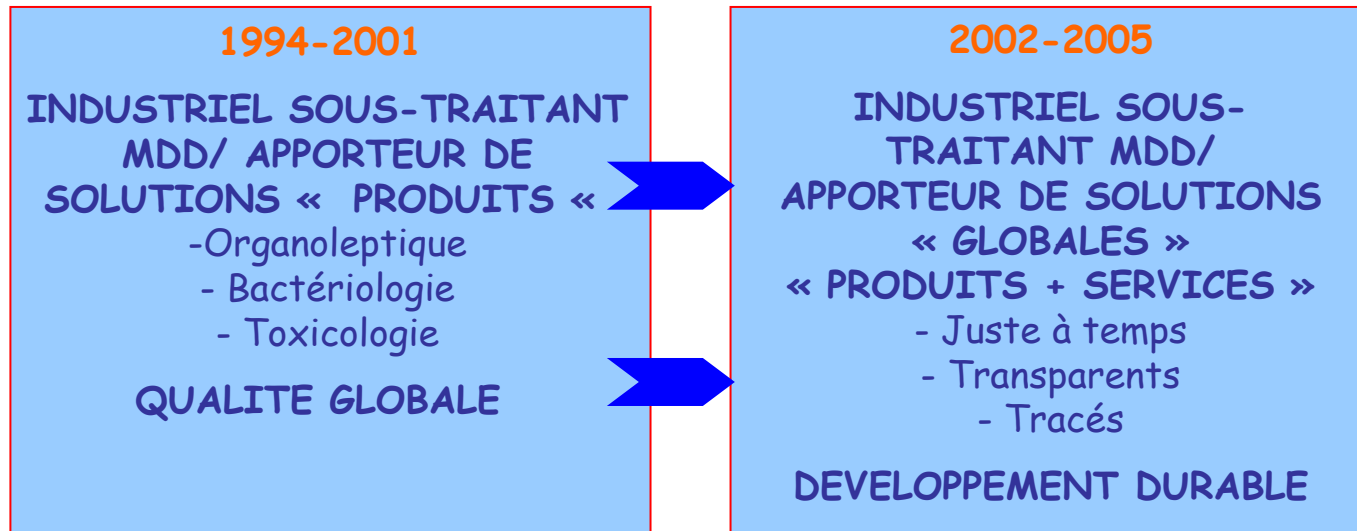 1994-2001
INDUSTRIEL SOUS-TRAITANT
MDD/ APPORTEUR DE
SOLUTIONS « PRODUITS «
-Organoleptique
- Bactériologie
- Toxicologie
QUALITE GLOBALE
2002-2005
INDUSTRIEL SOUS-
TRAITANT MDD/
APPORTEUR DE SOLUTIONS
« GLOBALES »
« PRODUITS + SERVICES »
- Juste à temps
- Transparents
- Tracés
DEVELOPPEMENT DURABLE